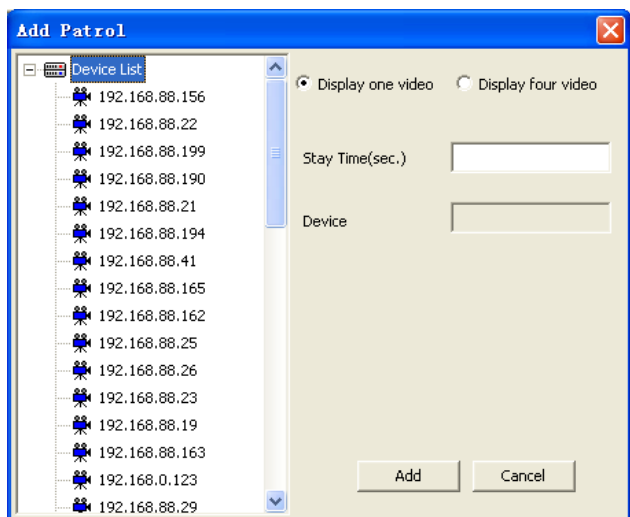 Add Patrol
Device List
192.168.88.156
192.168.88.22
192.168.88.199
192.168.88.190
192.168.88.21
192.168.88.194
192.168.88.41
192.168.88.165
192.168.88.162
192.168.88.25
192.168.88.26
192.168.88.23
192.168.88.19
192.168.88.163
192.168.0.123
192.168.88.29
Display one video
Display four video
Stay Time(sec.)
Device
Add
Cancel